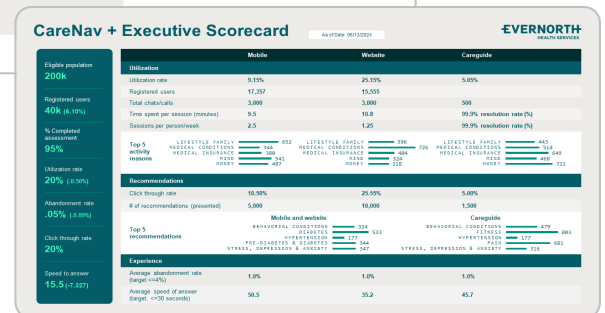 CareNav + Executive Scorecard
As of Date: 06/13/2024
EVERNORTH
HEALTH SERVICES
Eligible population
200k
Registered users
40k (6.10%)
% Completed assessment
95%
Utilization rate
20% (-0.50%)
Abandonment rate
.05% (-0.05%)
Click through rate
20%
Speed to answer
15.5 (-7.327)
Mobile Website Careguide
Utilization
Utilization rate 9.15% 25.15% 5.05%
Registered users 17,357 15,555
Total chats/calls 3,000 3,000 500
Time spent per session (minutes) 9.5 10.8 99.9% resolution rate (%)
Sessions per person/week 2.5 1.25 99.9% resolution rate (%)
Top 5 activity reasons
LIFESTYLE FAMILY 652
MEDICAL CONDITIONS 344
MEDICAL INSURANCE 380
MIND 541
MONEY 487
LIFESTYLE FAMILY 396
MEDICAL CONDITIONS 726
MEDICAL INSURANCE 404
MIND 324
MONEY 318
LIFESTYLE FAMILY 443
MEDICAL CONDITIONS 514
MEDICAL INSURANCE 649
MIND 468
MONEY 711
Recommendations
Click through rate 10.50% 25.55% 5.00%
# of recommendations (presented) 5,000 10,000 1,500
Top 5 recommendations
Mobile and website
BEHAVORIAL CONDITIONS 324
DIABETES 533
HYPERTENSION 177
PRE-DIABETES & DIABETES 344
STRESS, DEPRESSION & ANXIETY 347
Careguide
BEHAVORIAL CONDITIONS 479
FITNESS 803
HYPERTENSION 177
PAIN 681
STRESS, DEPRESSION & ANXIETY 316
Experience
Average abandonment rate
(target:<=4%) 1.0% 1.0% 1.0%
Average speed of answer
(target: <=30 seconds) 50.5 35.2 45.7